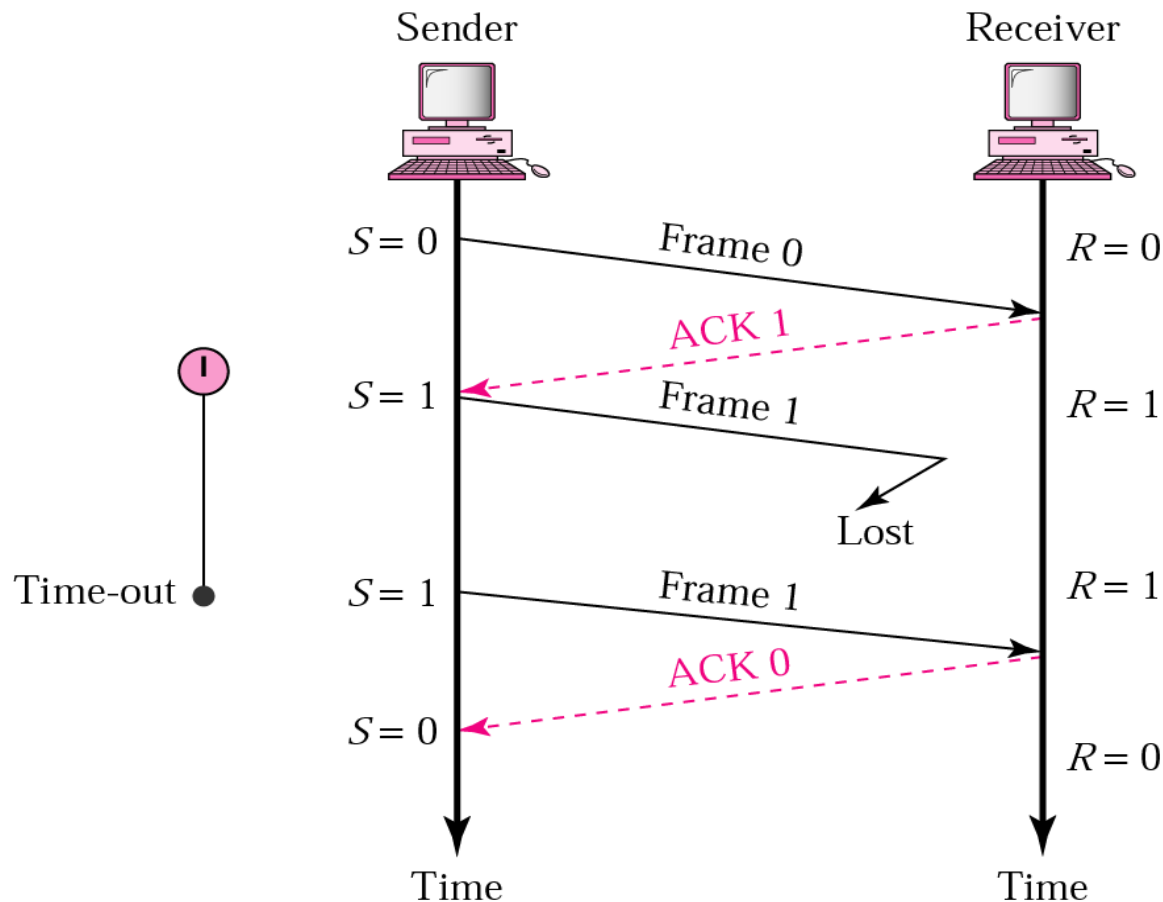 Sender
Receiver
S = 0
Frame 0
R = 0
ACK 1
S = 1
Frame 1
R = 1
Lost
Time-out
S = 1
Frame 1
R = 1
ACK 0
S = 0
R = 0
Time
Time